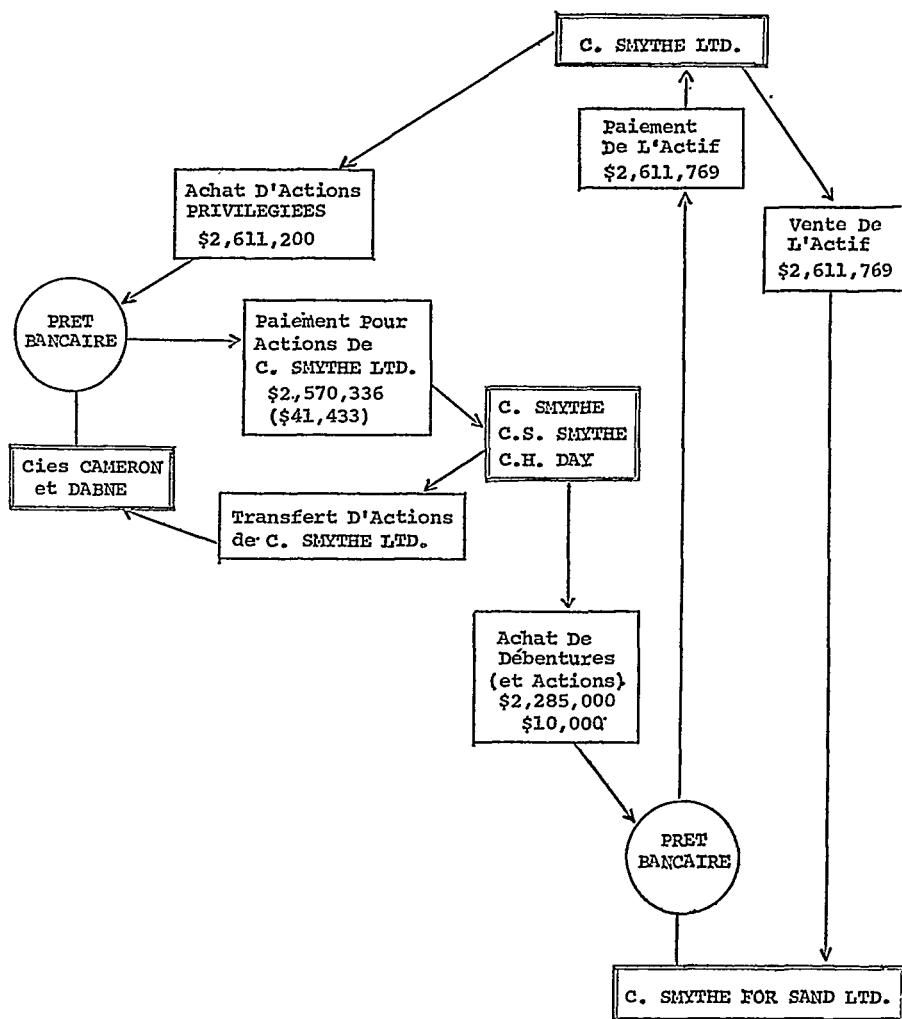 C. SMYTHE LTD.
Paiement
De L'Actif
$2,611,769
Achat D'Actions
PRIVILEGIEES
$2,611,200
Vente De
L'Actif
$2,611,769
PRET
BANCAIRE
Paiement Pour
Actions De
C. SMYTHE LTD.
$2,570,336
($41,433)
C. SMYTHE
C.S. SMYTHE
C.H. DAY
Cies CAMERON
et DABNE
Transfert D'Actions
de C. SMYTHE LTD.
Achat De
Débentures
(et Actions)
$2,285,000
$10,000
PRET
BANCAIRE
C. SMYTHE FOR SAND LTD.